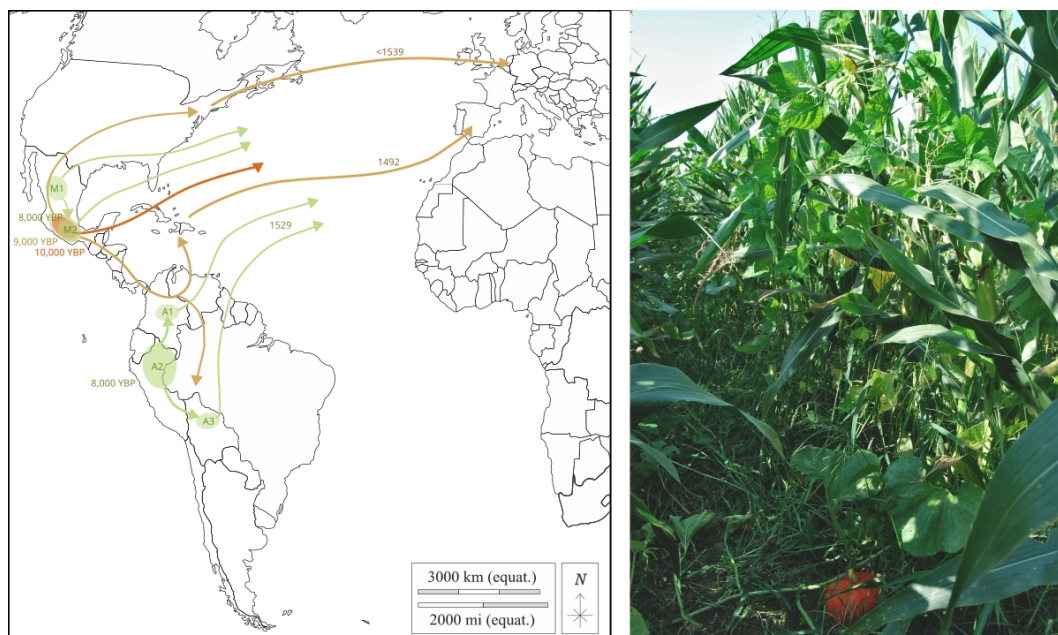 <1539
1492
M1
8,000 YBP
M2
9,000 YBP
10,000 YBP
1529
A1
A2
8,000 YBP
A3
3000 km (equat.)
2000 mi (equat.)
N